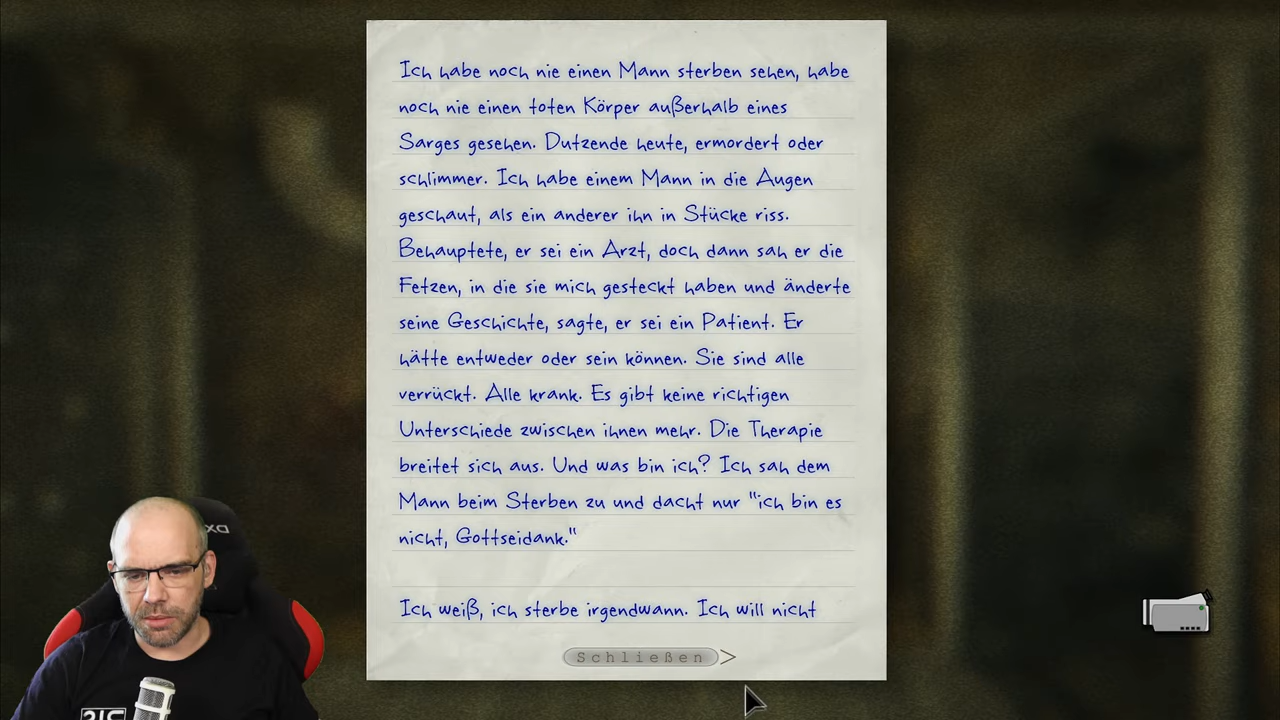 Ich habe noch nie einen Mann sterben sehen, habe
noch nie einen toten Körper außerhalb eines
Sarges gesehen. Dutzende heute, ermordert oder
schlimmer. Ich habe einem Mann in die Augen
geschaut, als ein anderer ihn in Stücke riss.
Behauptete, er sei ein Arzt, doch dann sah er die
Fetzen, in die sie mich gesteckt haben und änderte
seine Geschichte, sagte, er sei ein Patient. Er
hätte entweder oder sein können. Sie sind alle
verrückt. Alle krank. Es gibt keine richtigen
Unterschiede zwischen ihnen mehr. Die Therapie
breitet sich aus. Und was bin ich? Ich sah dem
Mann beim Sterben zu und dacht nur "ich bin es
nicht, Gottseidank."
Ich weiß, ich sterbe irgendwann. Ich will nicht
Schließen >